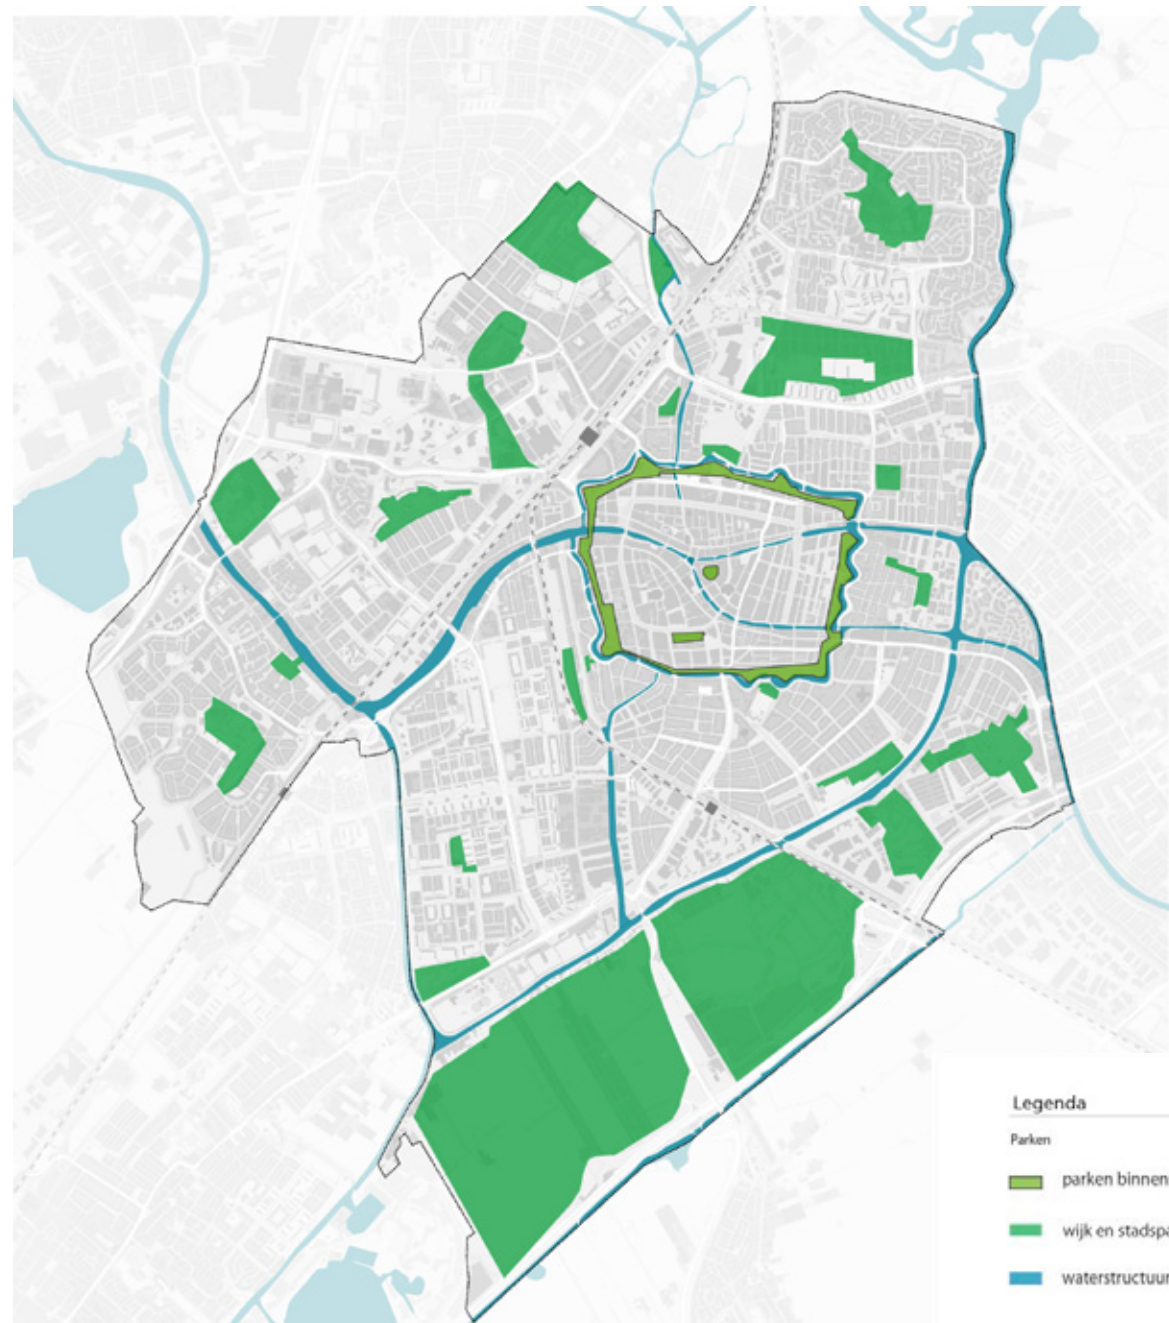 Legenda
Parken
parken binnen
wijk en stadspa
waterstructuur